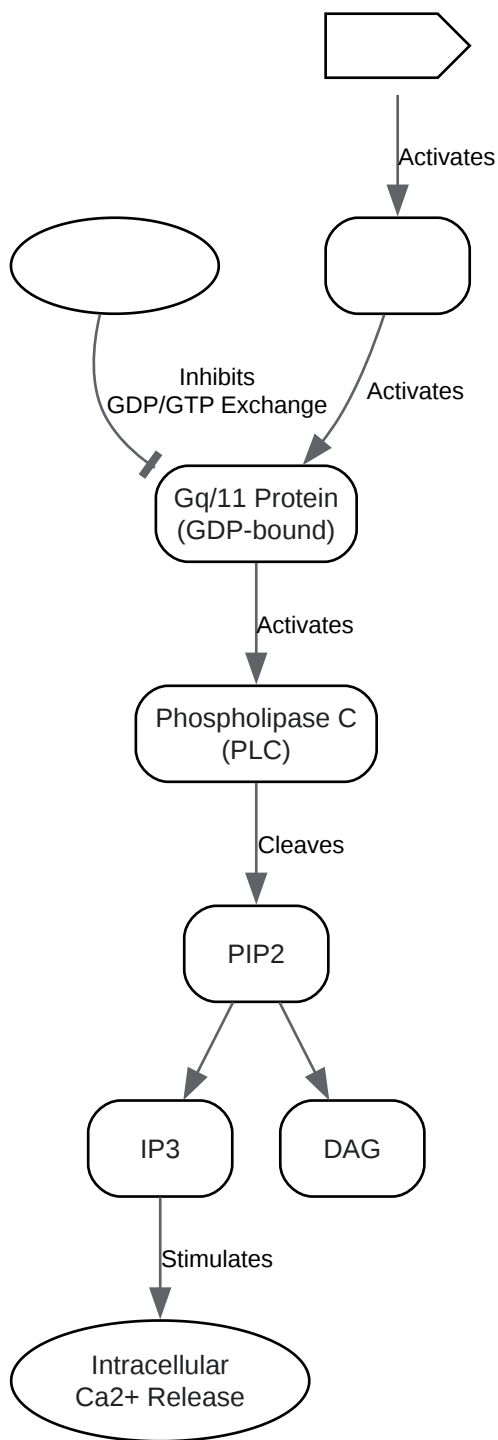 Activates
Inhibits
GDP/GTP Exchange
Activates
Gq/11 Protein
(GDP-bound)
Activates
Phospholipase C
(PLC)
Cleaves
PIP2
IP3
DAG
Stimulates
Intracellular
Ca2+ Release